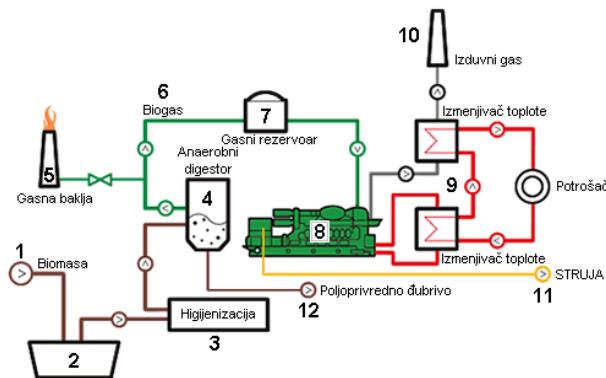 10
Izduvni gas
6
Biogas
7
Gasni rezervoar
Izmenjivač toplote
Anaerobni
digestor
4
5
Gasna baklja
9
Potrošač
8
1
Biomasa
Izmenjivač toplote
STRUJA
11
Poljoprivredno đubrivo
12
Higijenizacija
3
2